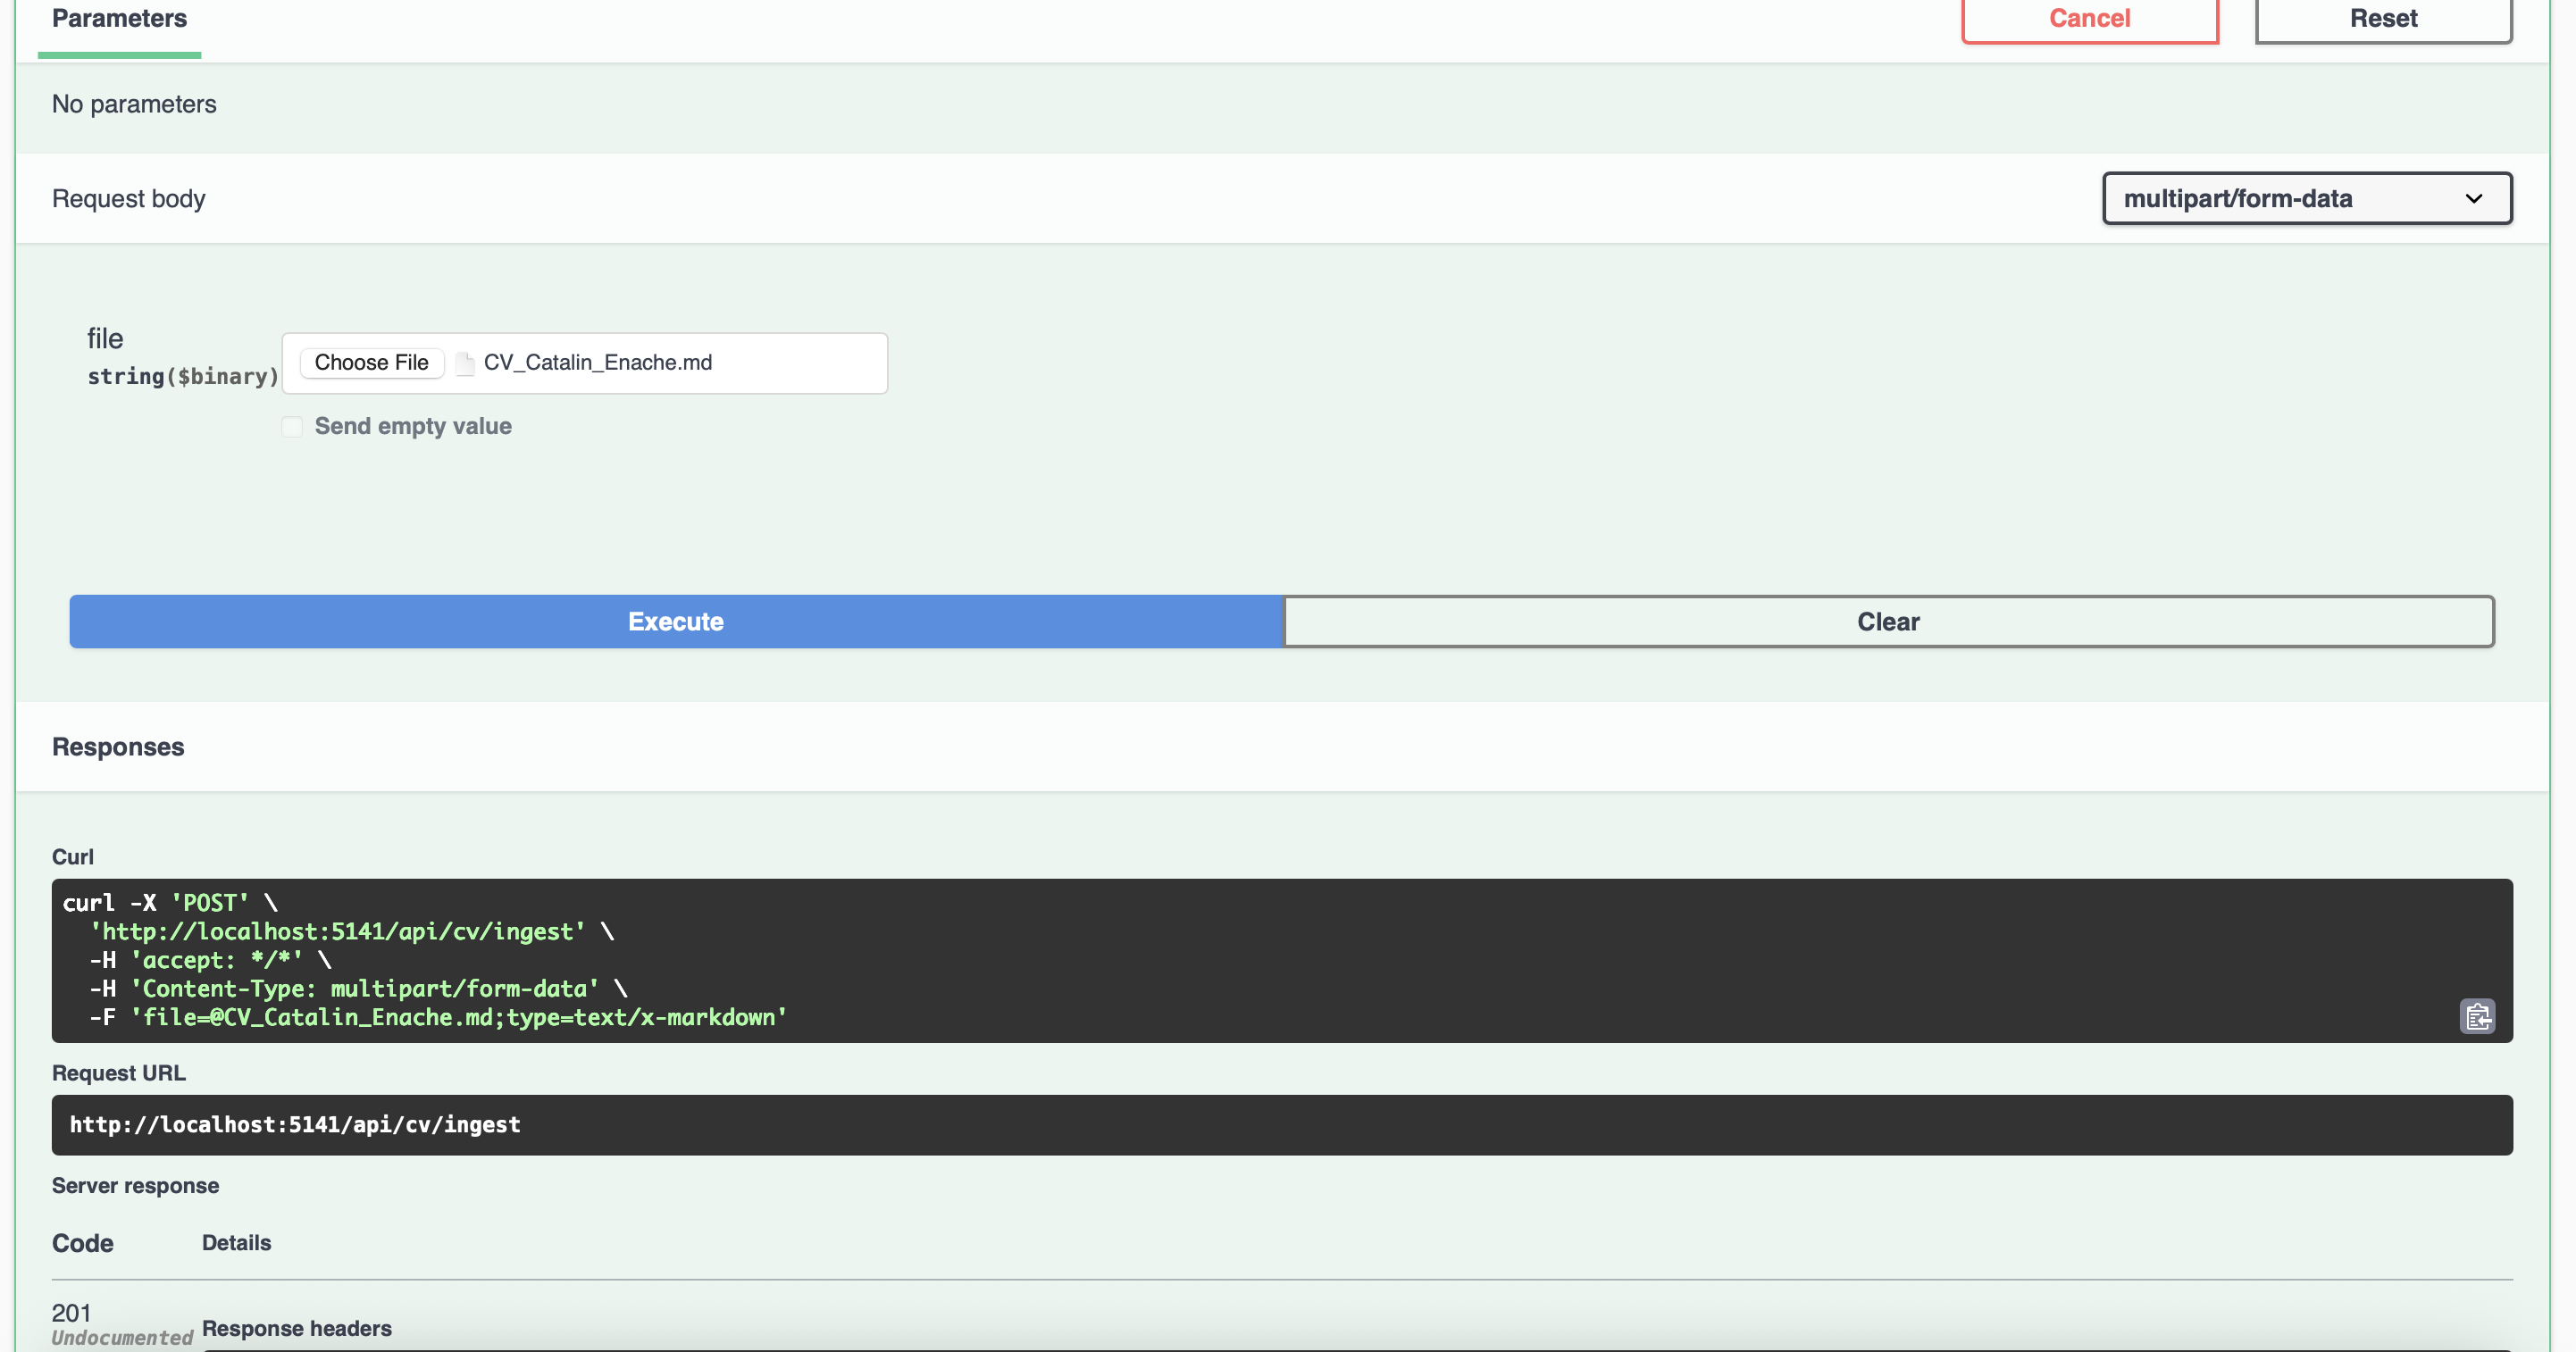 Parameters
Cancel
Reset
No parameters
Request body
multipart/form-data
file
string($binary)
Choose File
CV_Catalin_Enache.md
Send empty value
Execute
Clear
Responses
Curl
curl -X 'POST' \
  'http://localhost:5141/api/cv/ingest' \
  -H 'accept: */*' \
  -H 'Content-Type: multipart/form-data' \
  -F 'file=@CV_Catalin_Enache.md;type=text/x-markdown'
Request URL
http://localhost:5141/api/cv/ingest
Server response
Code
Details
201
Undocumented
Response headers